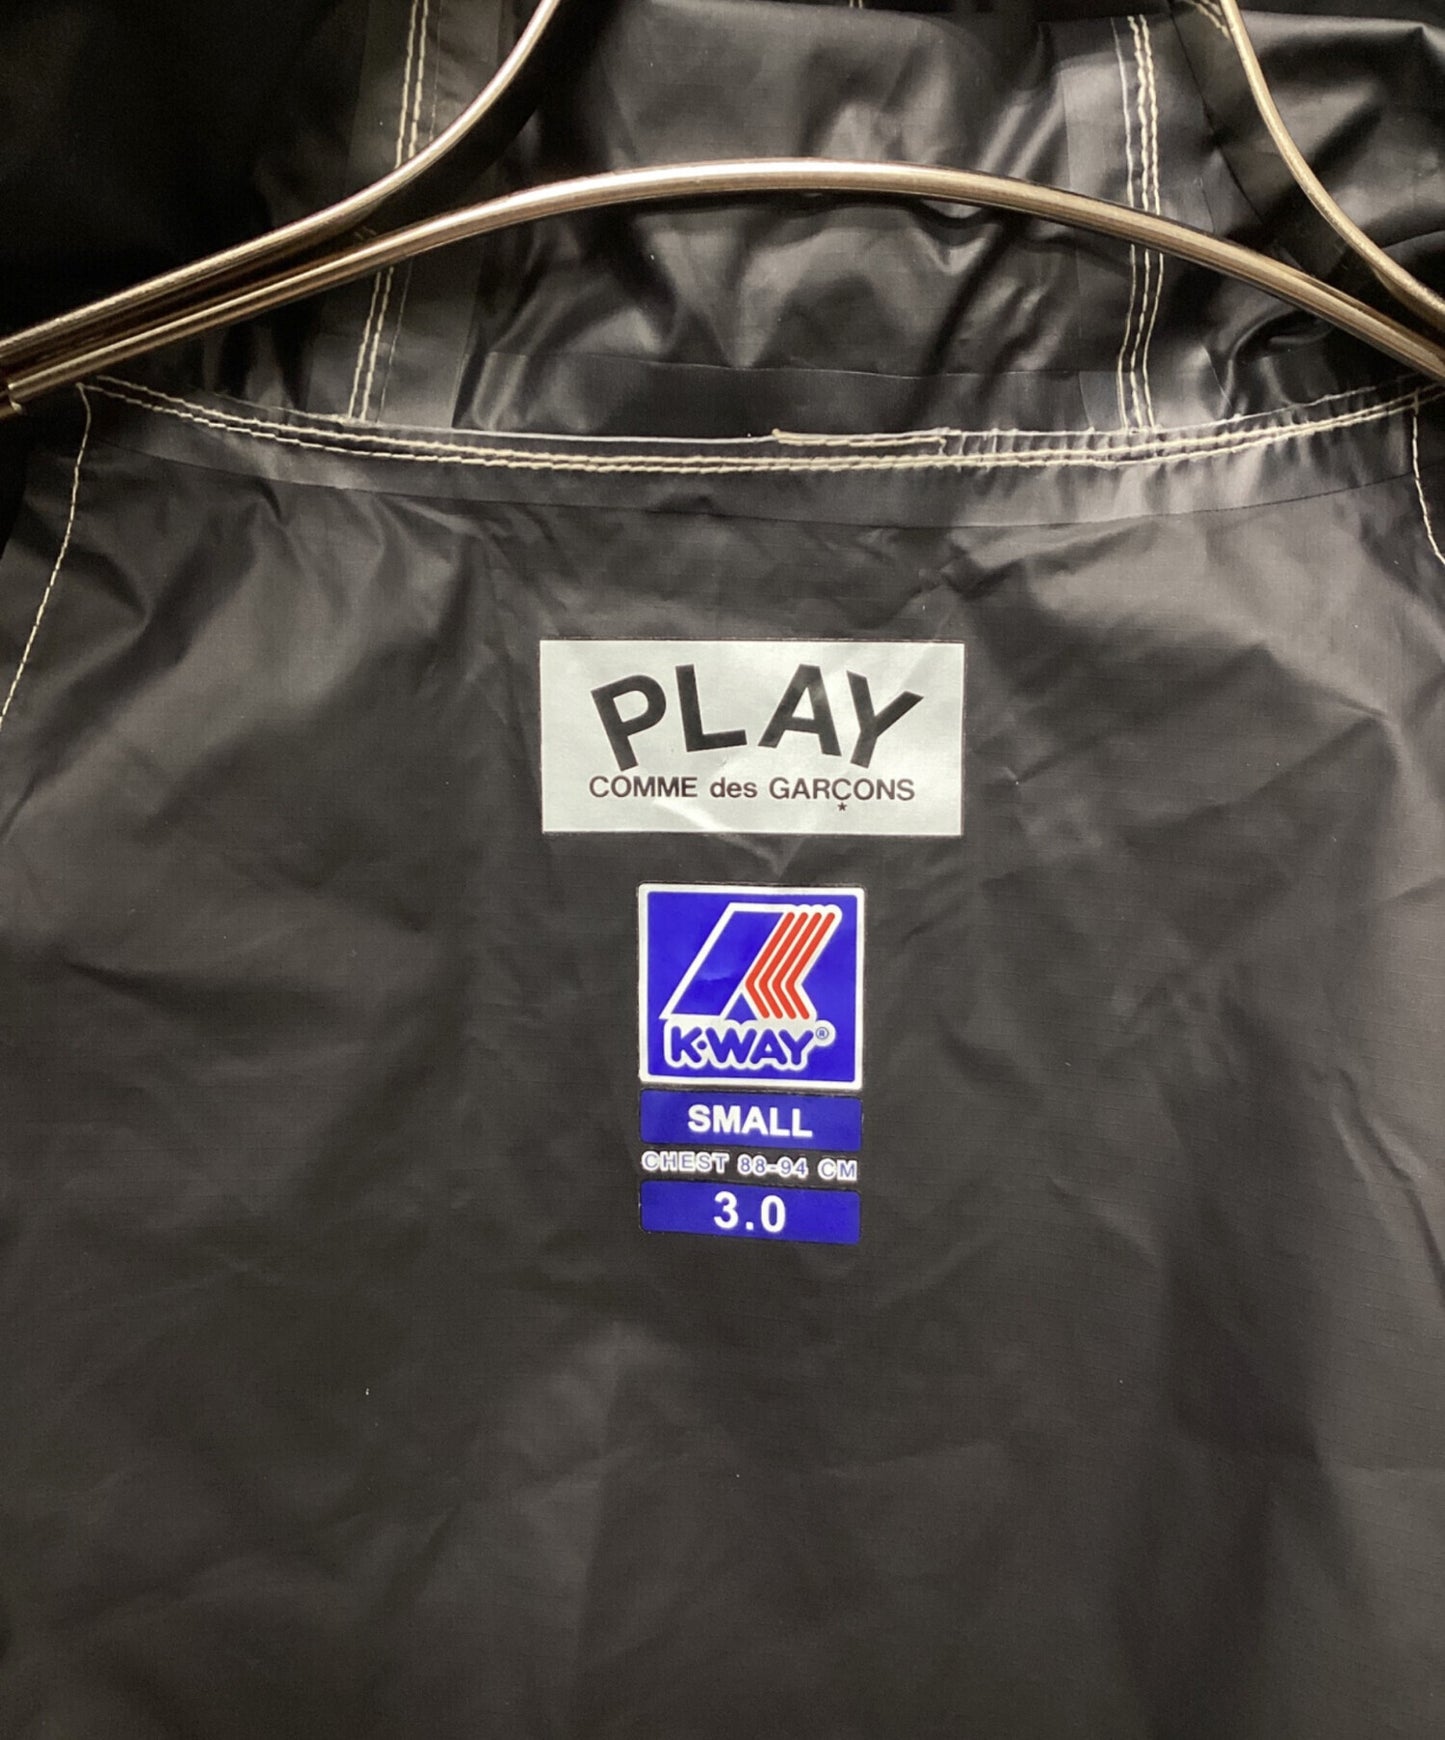 PLAY
COMME des GARÇONS
K·WAY®
SMALL
CHEST 88-94 CM
3.0